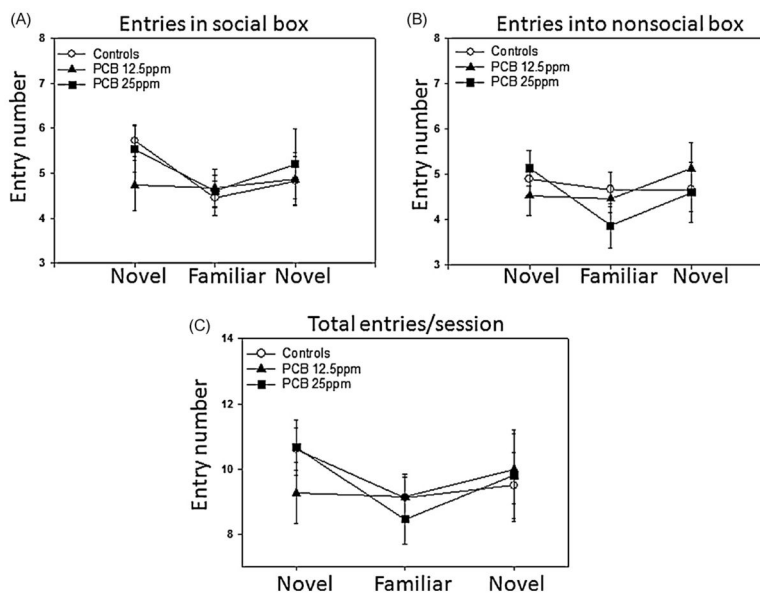 (A)
Entries in social box
8
7
6
5
4
3
Entry number
Controls
PCB 12.5ppm
PCB 25ppm
Novel Familiar Novel
(B)
Entries into nonsocial box
8
7
6
5
4
3
Entry number
Controls
PCB 12.5ppm
PCB 25ppm
Novel Familiar Novel
(C)
Total entries/session
14
12
10
8
Entry number
Controls
PCB 12.5ppm
PCB 25ppm
Novel Familiar Novel